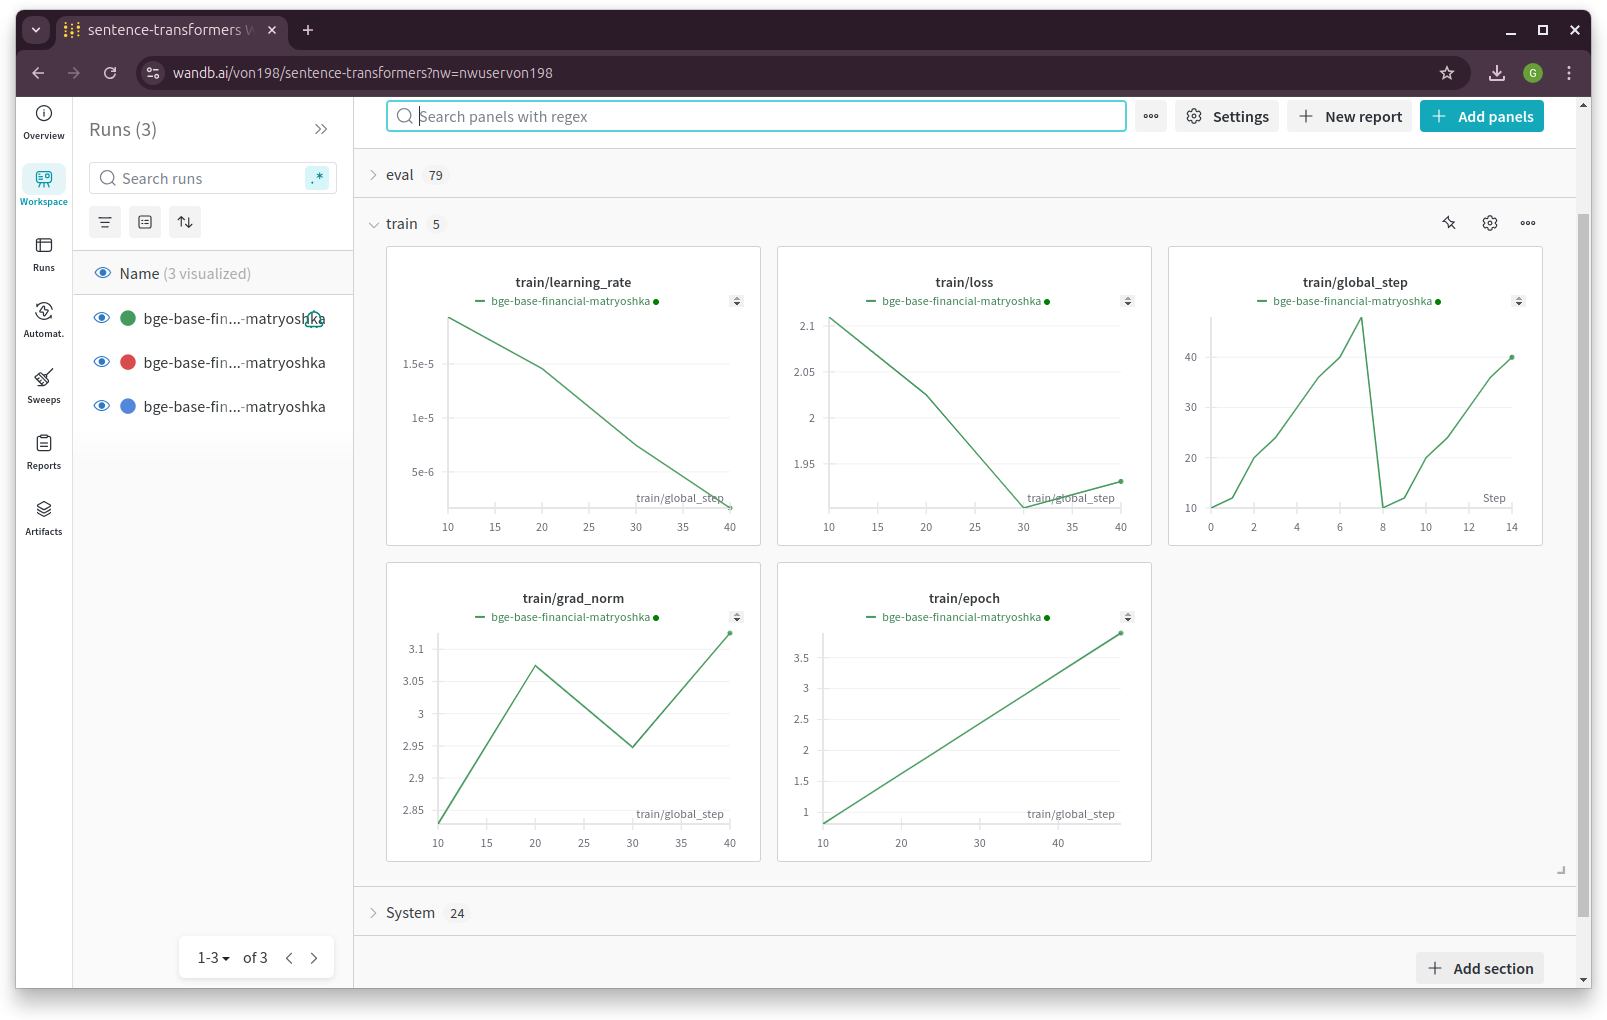 sentence-transformers W
wandb.ai/von198/sentence-transformers?nw=nwuservon198
G
Overview
Workspace
Runs
Automat.
Sweeps
Reports
Artifacts
Runs (3)
Search runs
.*
Name (3 visualized)
bge-base-fin...-matryoshka
bge-base-fin...-matryoshka
bge-base-fin...-matryoshka
1-3 of 3
Search panels with regex
Settings
New report
Add panels
eval 79
train 5
train/learning_rate
bge-base-financial-matryoshka
1.5e-5
1e-5
5e-6
train/global_step
10 15 20 25 30 35 40
train/loss
bge-base-financial-matryoshka
2.1
2.05
2
1.95
train/global_step
10 15 20 25 30 35 40
train/global_step
bge-base-financial-matryoshka
40
30
20
10
Step
0 2 4 6 8 10 12 14
train/grad_norm
bge-base-financial-matryoshka
3.1
3.05
3
2.95
2.9
2.85
train/global_step
10 15 20 25 30 35 40
train/epoch
bge-base-financial-matryoshka
3.5
3
2.5
2
1.5
1
train/global_step
10 20 30 40
System 24
Add section